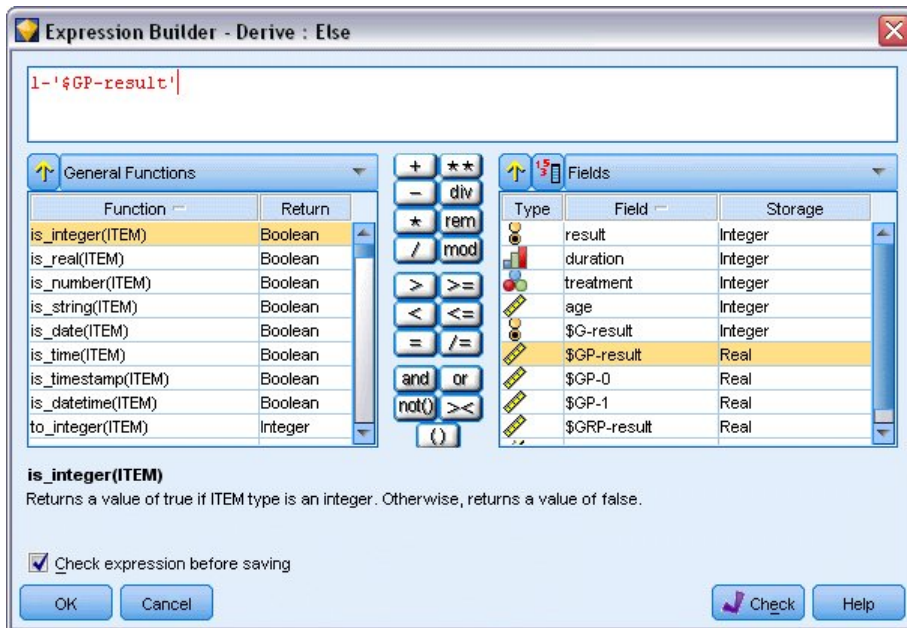 Expression Builder - Derive : Else
1-'$GP-result'
General Functions
Function Return
is_integer(ITEM) Boolean
is_real(ITEM) Boolean
is_number(ITEM) Boolean
is_string(ITEM) Boolean
is_date(ITEM) Boolean
is_time(ITEM) Boolean
is_timestamp(ITEM) Boolean
is_datetime(ITEM) Boolean
to_integer(ITEM) Integer
+ **
- div
* rem
/ mod
> >=
< <=
= /=
and or
not() ><
()
Fields
Type Field Storage
result Integer
duration Integer
treatment Integer
age Integer
$G-result Integer
$GP-result Real
$GP-0 Real
$GP-1 Real
$GRP-result Real
is_integer(ITEM)
Returns a value of true if ITEM type is an integer. Otherwise, returns a value of false.
Check expression before saving
OK Cancel Check Help